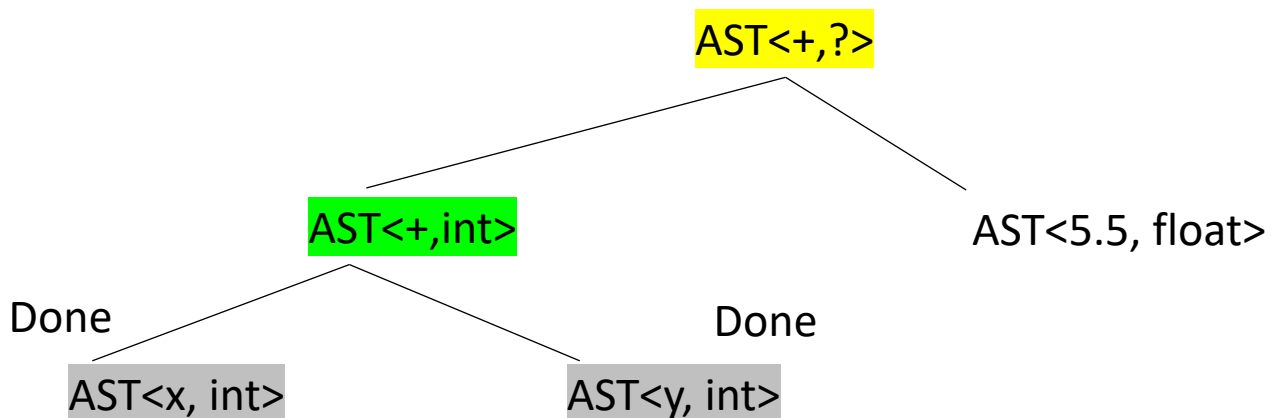 AST<+,?>
AST<+,int>
AST<5.5, float>
Done
Done
AST<x, int>
AST<y, int>